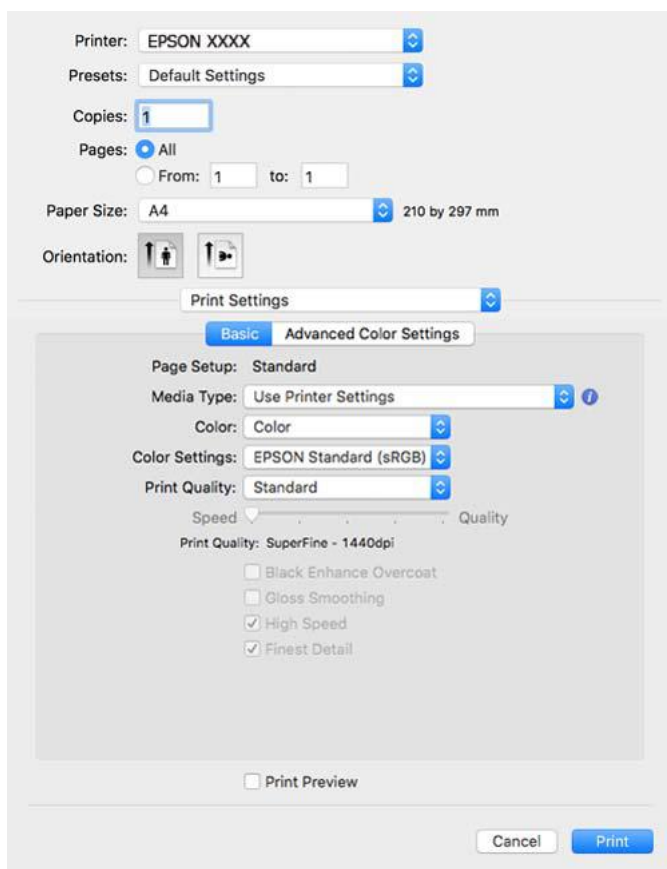 Printer: EPSON XXXX
Presets: Default Settings
Copies: 1
Pages: All
From: 1 to: 1
Paper Size: A4 210 by 297 mm
Orientation:
Print Settings
Basic Advanced Color Settings
Page Setup: Standard
Media Type: Use Printer Settings i
Color: Color
Color Settings: EPSON Standard (sRGB)
Print Quality: Standard
Speed Quality
Print Quality: SuperFine - 1440dpi
Black Enhance Overcoat
Gloss Smoothing
High Speed
Finest Detail
Print Preview
Cancel Print